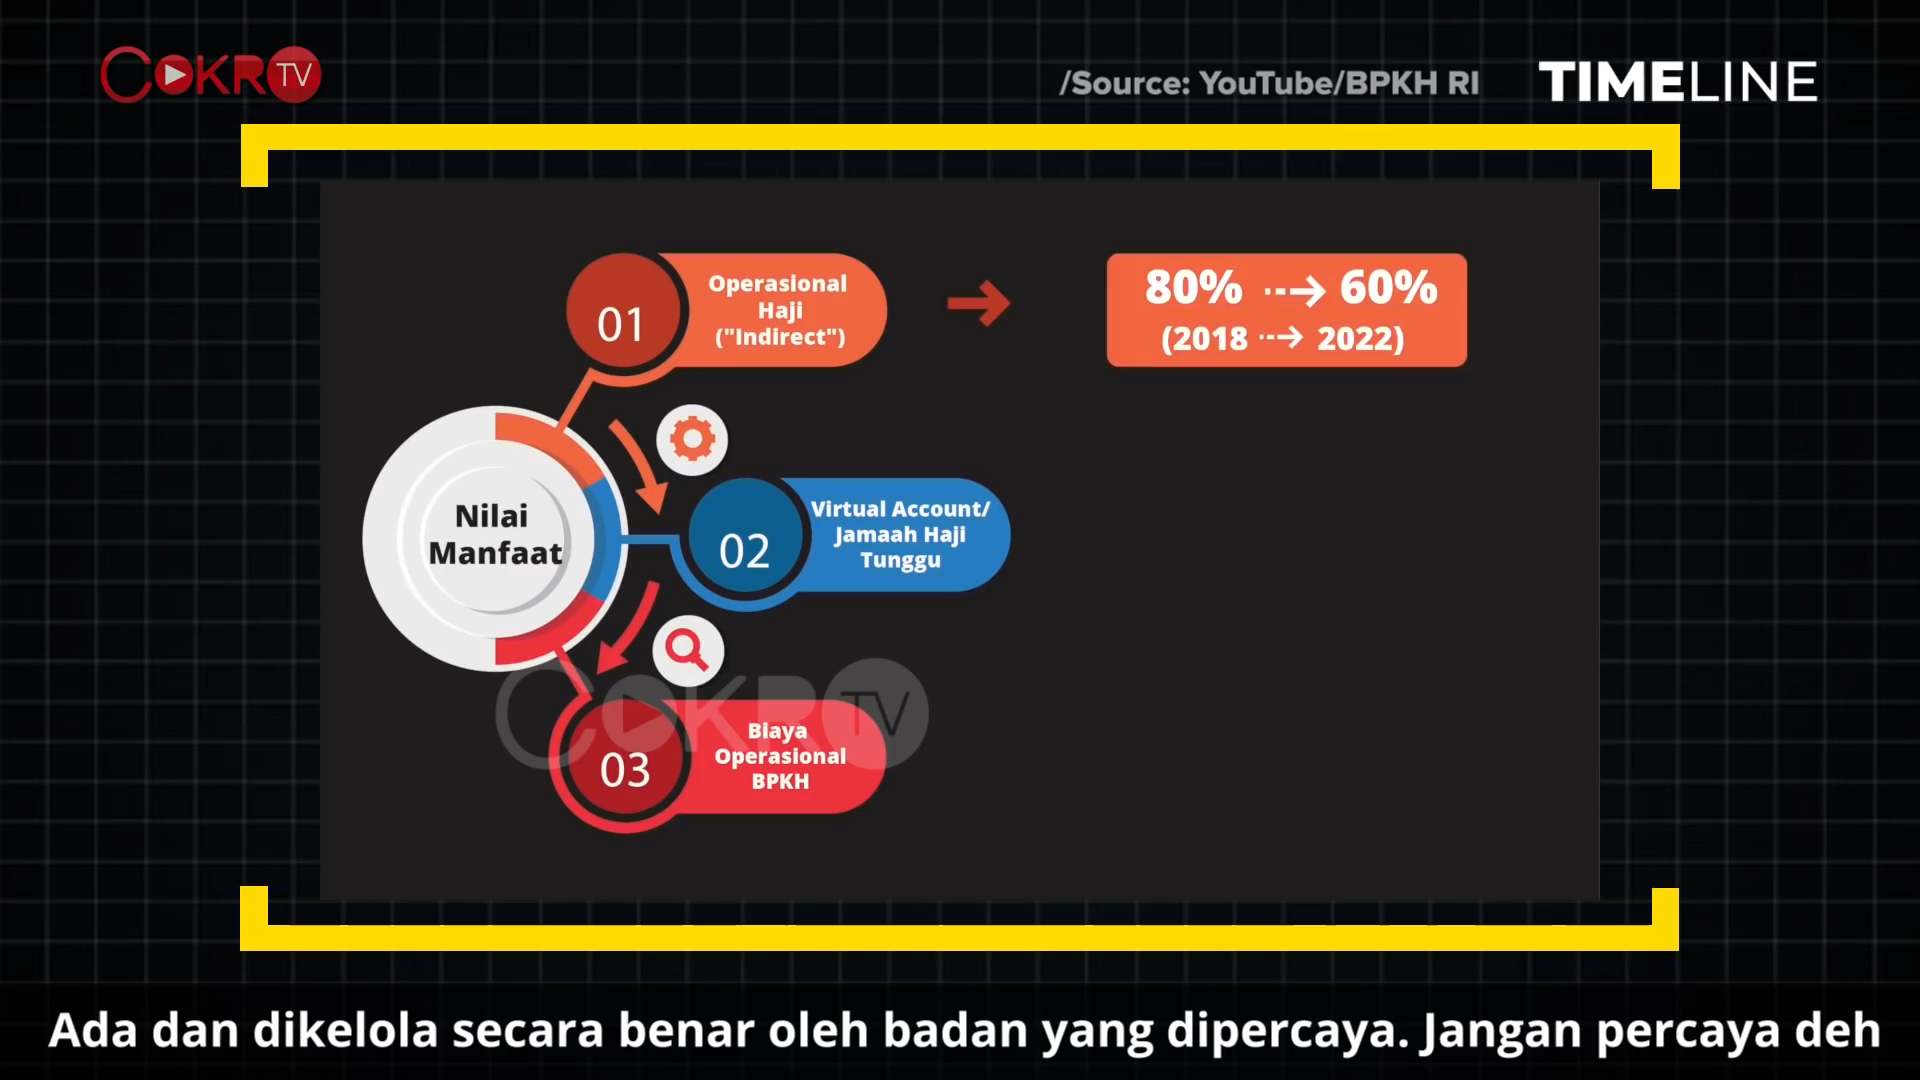 COKRO TV
/Source: YouTube/BPKH RI
TIMELINE
01
Operasional
Haji
("Indirect")
80% --→ 60%
(2018 --→ 2022)
Nilai
Manfaat
02
Virtual Account/
Jamaah Haji
Tunggu
COKRO TV
03
Biaya
Operasional
BPKH
Ada dan dikelola secara benar oleh badan yang dipercaya. Jangan percaya deh